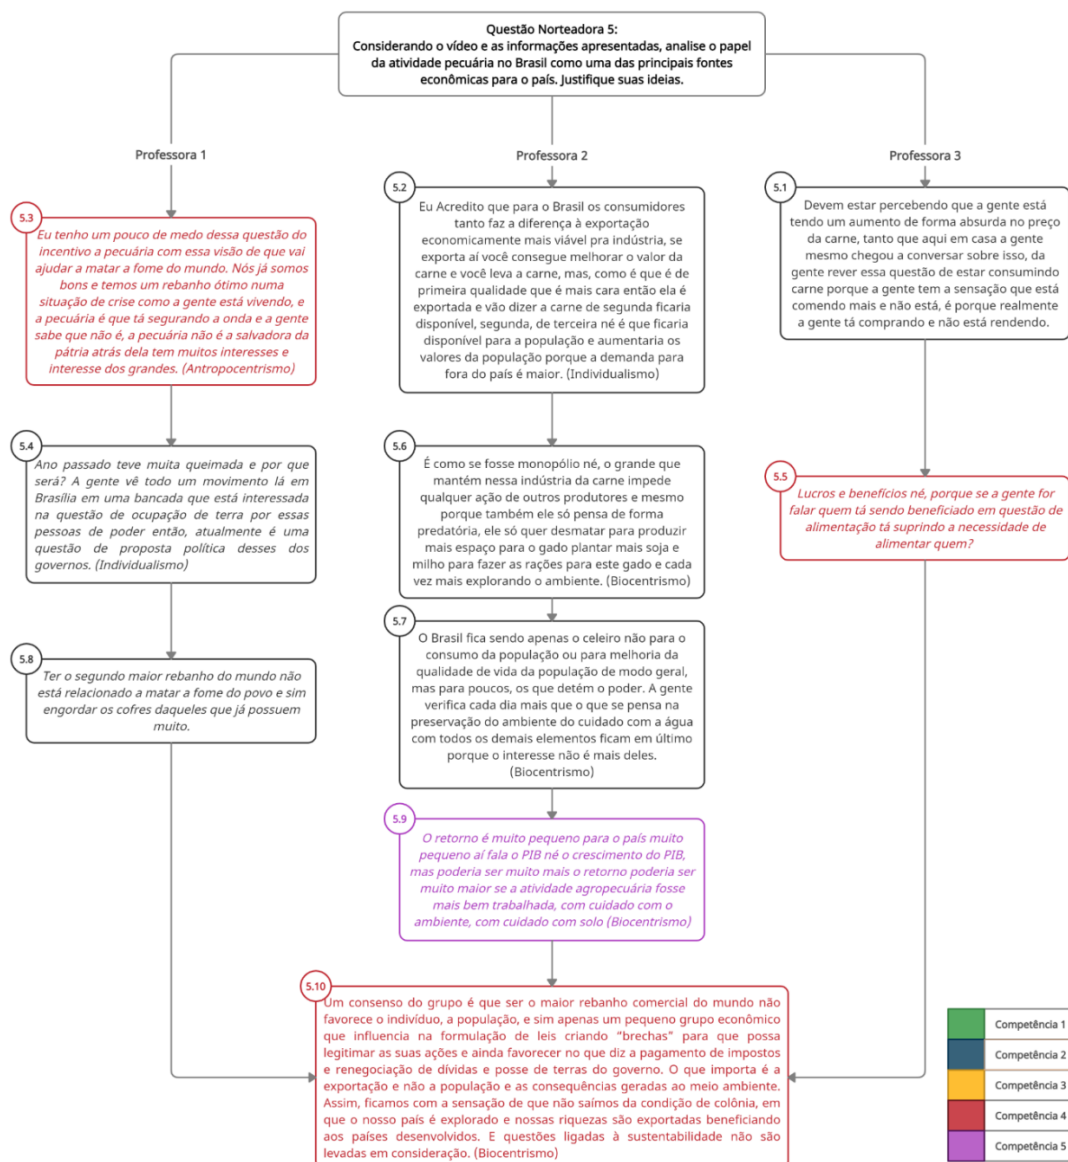 Questão Norteadora 5:
Considerando o vídeo e as informações apresentadas, analise o papel
da atividade pecuária no Brasil como uma das principais fontes
econômicas para o país. Justifique suas ideias.
Professora 1
Professora 2
Professora 3
5.3
Eu tenho um pouco de medo dessa questão do
incentivo a pecuária com essa visão de que vai
ajudar a matar a fome do mundo. Nós já somos
bons e temos um rebanho ótimo numa
situação de crise como a gente está vivendo, e
a pecuária é que tá segurando a onda e a gente
sabe que não é, a pecuária não é a salvadora da
pátria atrás dela tem muitos interesses e
interesse dos grandes. (Antropocentrismo)
5.2
Eu Acredito que para o Brasil os consumidores
tanto faz a diferença à exportação
economicamente mais viável pra indústria, se
exporta aí você consegue melhorar o valor da
carne e você leva a carne, mas, como é que é de
primeira qualidade que é mais cara então ela é
exportada e vão dizer a carne de segunda ficaria
disponível, segunda, de terceira né é que ficaria
disponível para a população e aumentaria os
valores da população porque a demanda para
fora do país é maior. (Individualismo)
5.1
Devem estar percebendo que a gente está
tendo um aumento de forma absurda no preço
da carne, tanto que aqui em casa a gente
mesmo chegou a conversar sobre isso, da
gente rever essa questão de estar consumindo
carne porque a gente tem a sensação que está
comendo mais e não está, é porque realmente
a gente tá comprando e não está rendendo.
5.4
Ano passado teve muita queimada e por que
será? A gente vê todo um movimento lá em
Brasília em uma bancada que está interessada
na questão de ocupação de terra por essas
pessoas de poder então, atualmente é uma
questão de proposta política desses dos
governos. (Individualismo)
5.6
É como se fosse monopólio né, o grande que
mantém nessa indústria da carne impede
qualquer ação de outros produtores e mesmo
porque também ele só pensa de forma
predatória, ele só quer desmatar para produzir
mais espaço para o gado plantar mais soja e
milho para fazer as rações para este gado e cada
vez mais explorando o ambiente. (Biocentrismo)
5.5
Lucros e benefícios né, porque se a gente for
falar quem tá sendo beneficiado em questão de
alimentação tá suprindo a necessidade de
alimentar quem?
5.8
Ter o segundo maior rebanho do mundo não
está relacionado a matar a fome do povo e sim
engordar os cofres daqueles que já possuem
muito.
5.7
O Brasil fica sendo apenas o celeiro não para o
consumo da população ou para melhoria da
qualidade de vida da população de modo geral,
mas para poucos, os que detém o poder. A gente
verifica cada dia mais que o que se pensa na
preservação do ambiente do cuidado com a água
com todos os demais elementos ficam em último
porque o interesse não é mais deles.
(Biocentrismo)
5.9
O retorno é muito pequeno para o país muito
pequeno aí fala o PIB né o crescimento do PIB,
mas poderia ser muito mais o retorno poderia ser
muito maior se a atividade agropecuária fosse
mais bem trabalhada, com cuidado com o
ambiente, com cuidado com solo (Biocentrismo)
5.10
Um consenso do grupo é que ser o maior rebanho comercial do mundo não
favorece o indivíduo, a população, e sim apenas um pequeno grupo econômico
que influencia na formulação de leis criando "brechas" para que possa
legitimar as suas ações e ainda favorecer no que diz a pagamento de impostos
e renegociação de dívidas e posse de terras do governo. O que importa é a
exportação e não a população e as consequências geradas ao meio ambiente.
Assim, ficamos com a sensação de que não saímos da condição de colônia, em
que o nosso país é explorado e nossas riquezas são exportadas beneficiando
aos países desenvolvidos. E questões ligadas à sustentabilidade não são
levadas em consideração. (Biocentrismo)
Competência 1
Competência 2
Competência 3
Competência 4
Competência 5